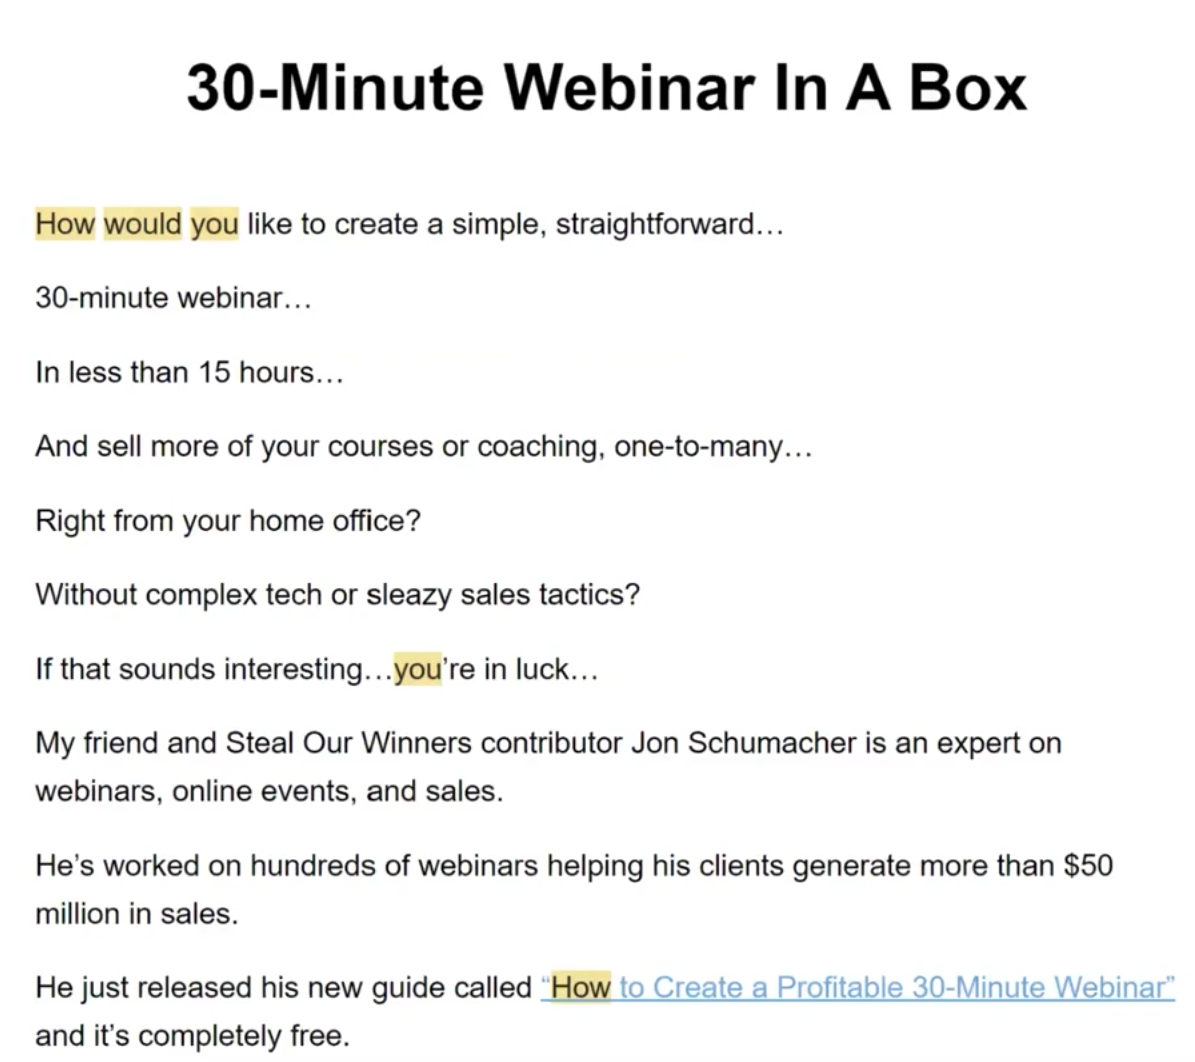 30-Minute Webinar In A Box
How would you like to create a simple, straightforward…
30-minute webinar…
In less than 15 hours…
And sell more of your courses or coaching, one-to-many…
Right from your home office?
Without complex tech or sleazy sales tactics?
If that sounds interesting…you’re in luck…
My friend and Steal Our Winners contributor Jon Schumacher is an expert on
webinars, online events, and sales.
He’s worked on hundreds of webinars helping his clients generate more than $50
million in sales.
He just released his new guide called “How to Create a Profitable 30-Minute Webinar”
and it’s completely free.